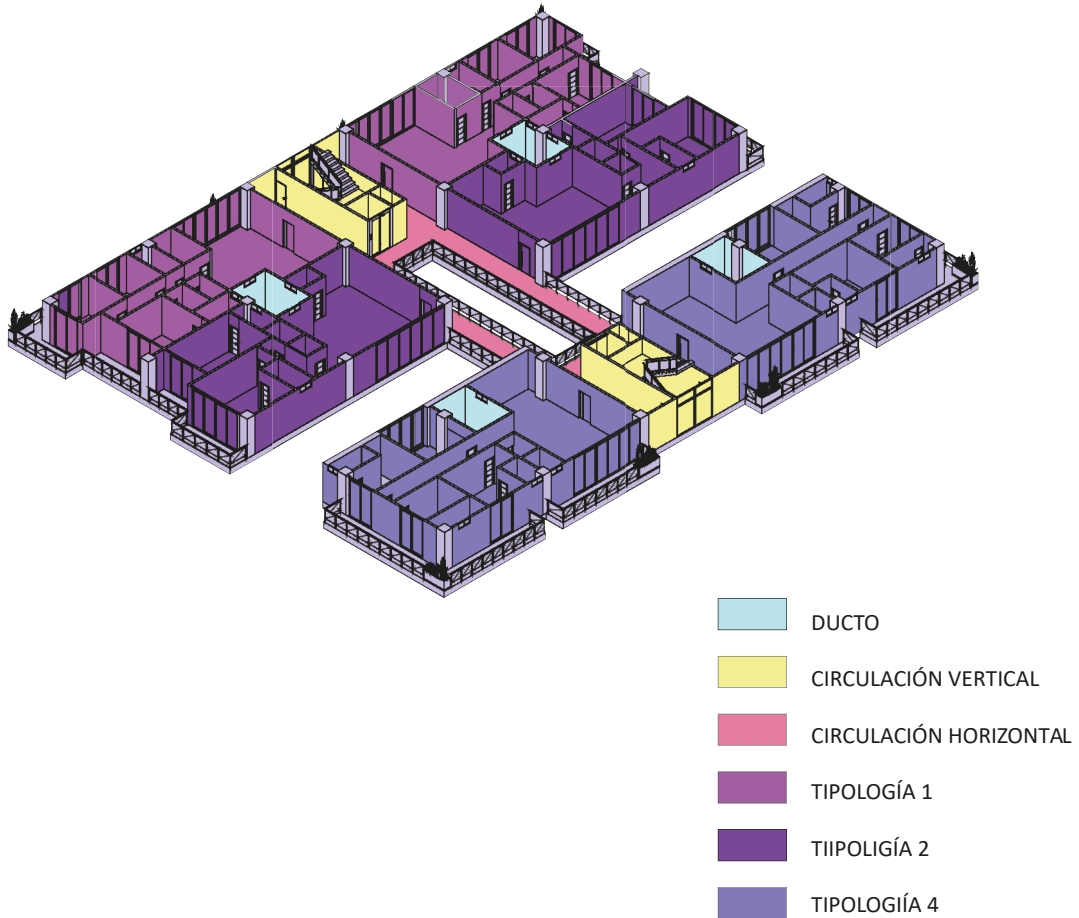 DUCTO
CIRCULACIÓN VERTICAL
CIRCULACIÓN HORIZONTAL
TIPOLOGÍA 1
TIIPOLIGÍA 2
TIPOLOGIÍA 4